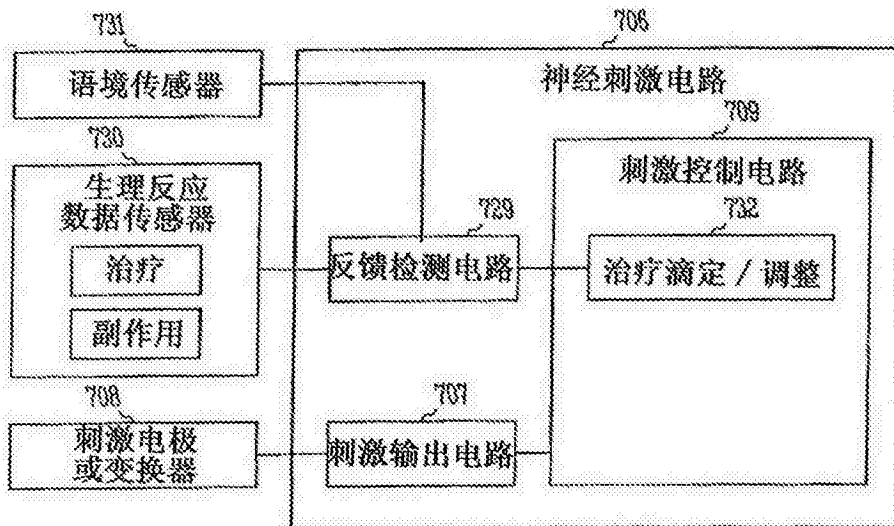 731
语境传感器
730
生理反应
数据传感器
治疗
副作用
708
刺激电极
或变换器
706
神经刺激电路
709
刺激控制电路
729
反馈检测电路
732
治疗滴定/调整
707
刺激输出电路